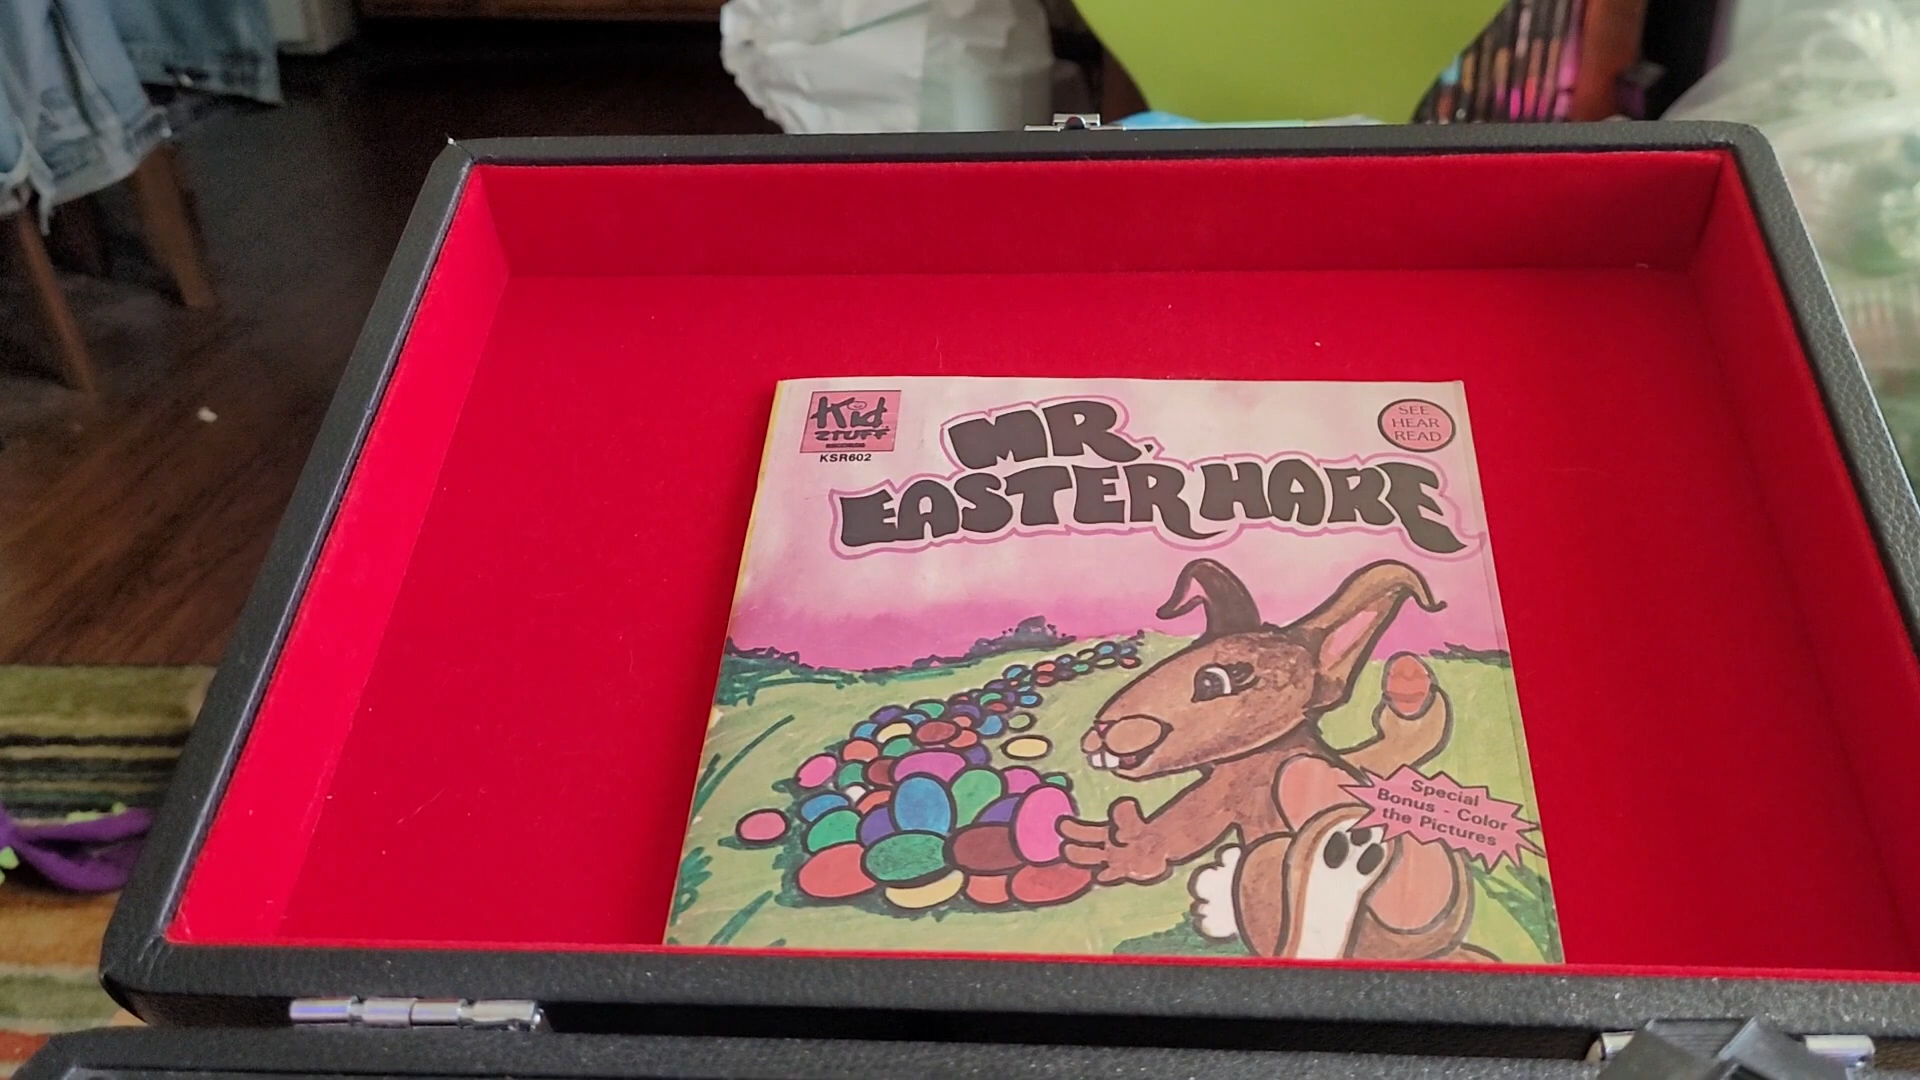 Kid
STUFF
KSR602
SEE
HEAR
READ
MR.
EASTER HARE
Special
Bonus - Color
the Pictures